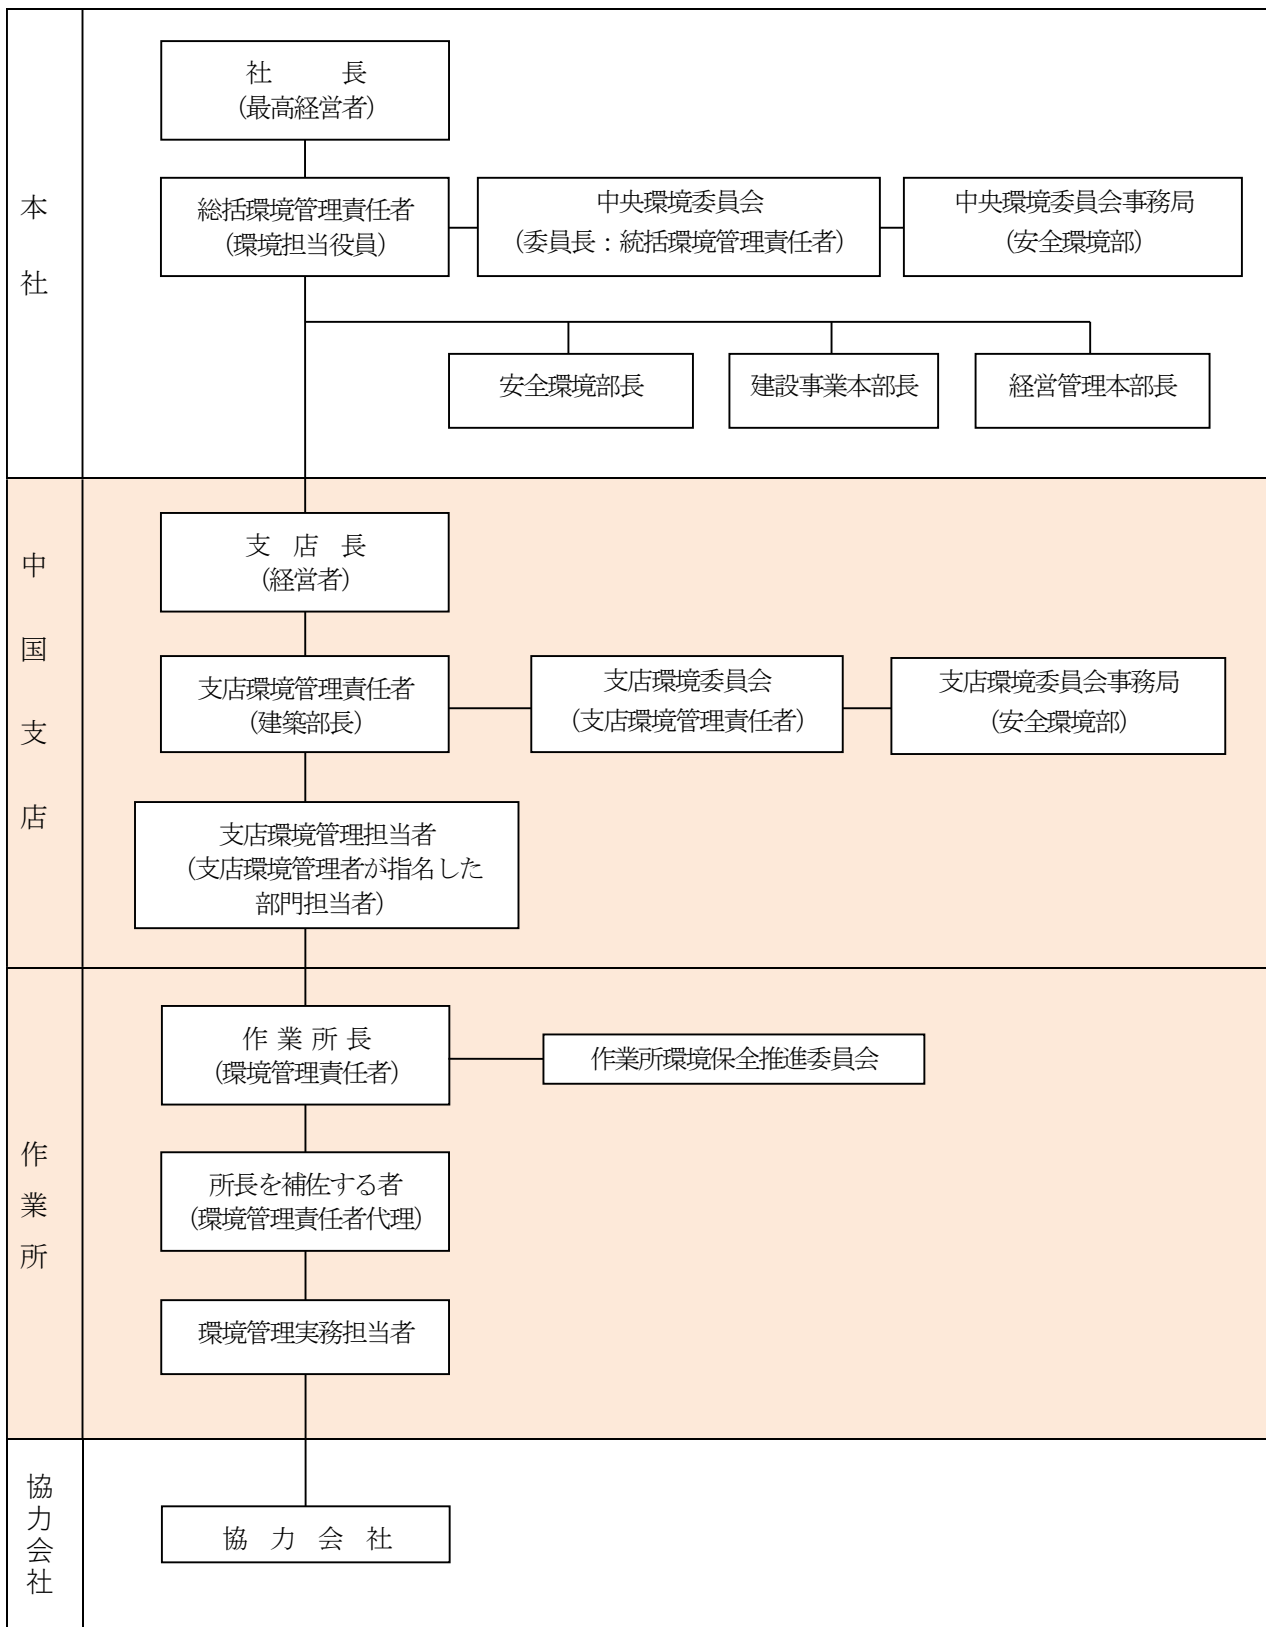 本社
社　　　長
（最高経営者）
総括環境管理責任者
（環境担当役員）
中央環境委員会
（委員長：統括環境管理責任者）
中央環境委員会事務局
（安全環境部）
安全環境部長
建設事業本部長
経営管理本部長
中国支店
支　店　長
（経営者）
支店環境管理責任者
（建築部長）
支店環境委員会
（支店環境管理責任者）
支店環境委員会事務局
（安全環境部）
支店環境管理担当者
（支店環境管理者が指名した
部門担当者）
作業所
作 業 所 長
（環境管理責任者）
作業所環境保全推進委員会
所長を補佐する者
（環境管理責任者代理）
環境管理実務担当者
協力会社
協　力　会　社